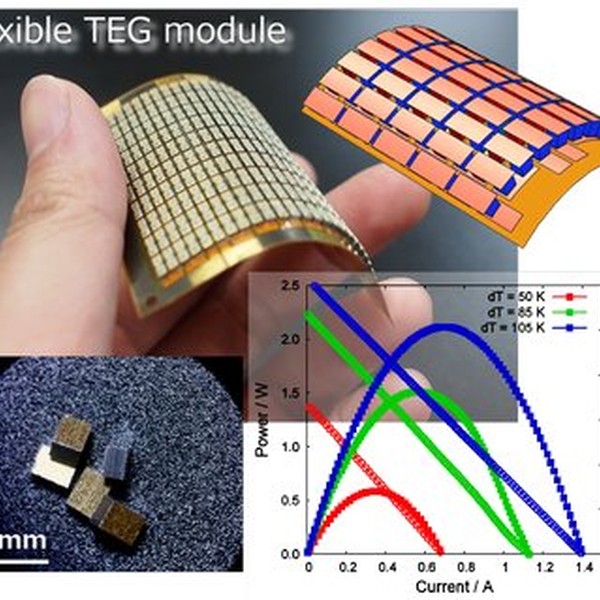 xible TEG module
mm
dT = 50 K
dT = 85 K
dT = 105 K
2.5
2.0
1.5
1.0
0.5
0.0
Power / W
0 0.2 0.4 0.6 0.8 1 1.2 1.4
Current / A